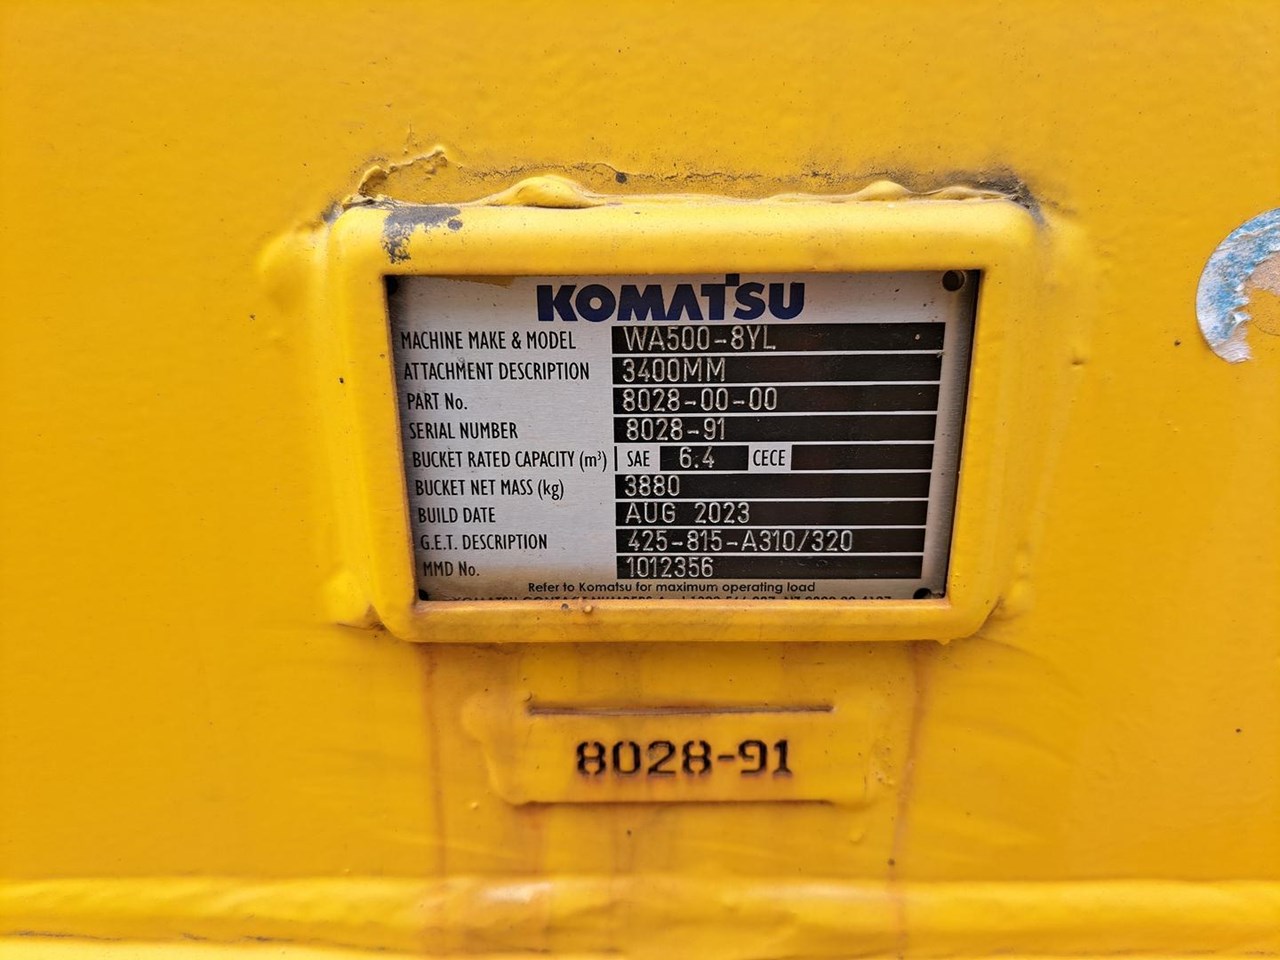 KOMATSU
MACHINE MAKE & MODEL WA500-8YL
ATTACHMENT DESCRIPTION 3400MM
PART No. 8028-00-00
SERIAL NUMBER 8028-91
BUCKET RATED CAPACITY (m³) SAE 6.4 CECE
BUCKET NET MASS (kg) 3880
BUILD DATE AUG 2023
G.E.T. DESCRIPTION 425-815-A310/320
MMD No. 1012356
Refer to Komatsu for maximum operating load
8028-91